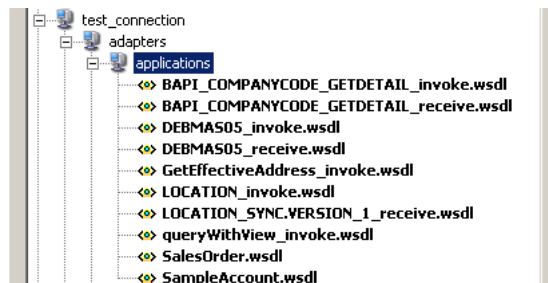 test_connection
adapters
applications
BAPI_COMPANYCODE_GETDETAIL_invoke.wsdl
BAPI_COMPANYCODE_GETDETAIL_receive.wsdl
DEBMAS05_invoke.wsdl
DEBMAS05_receive.wsdl
GetEffectiveAddress_invoke.wsdl
LOCATION_invoke.wsdl
LOCATION_SYNC.VERSION_1_receive.wsdl
queryWithView_invoke.wsdl
SalesOrder.wsdl
SampleAccount.wsdl